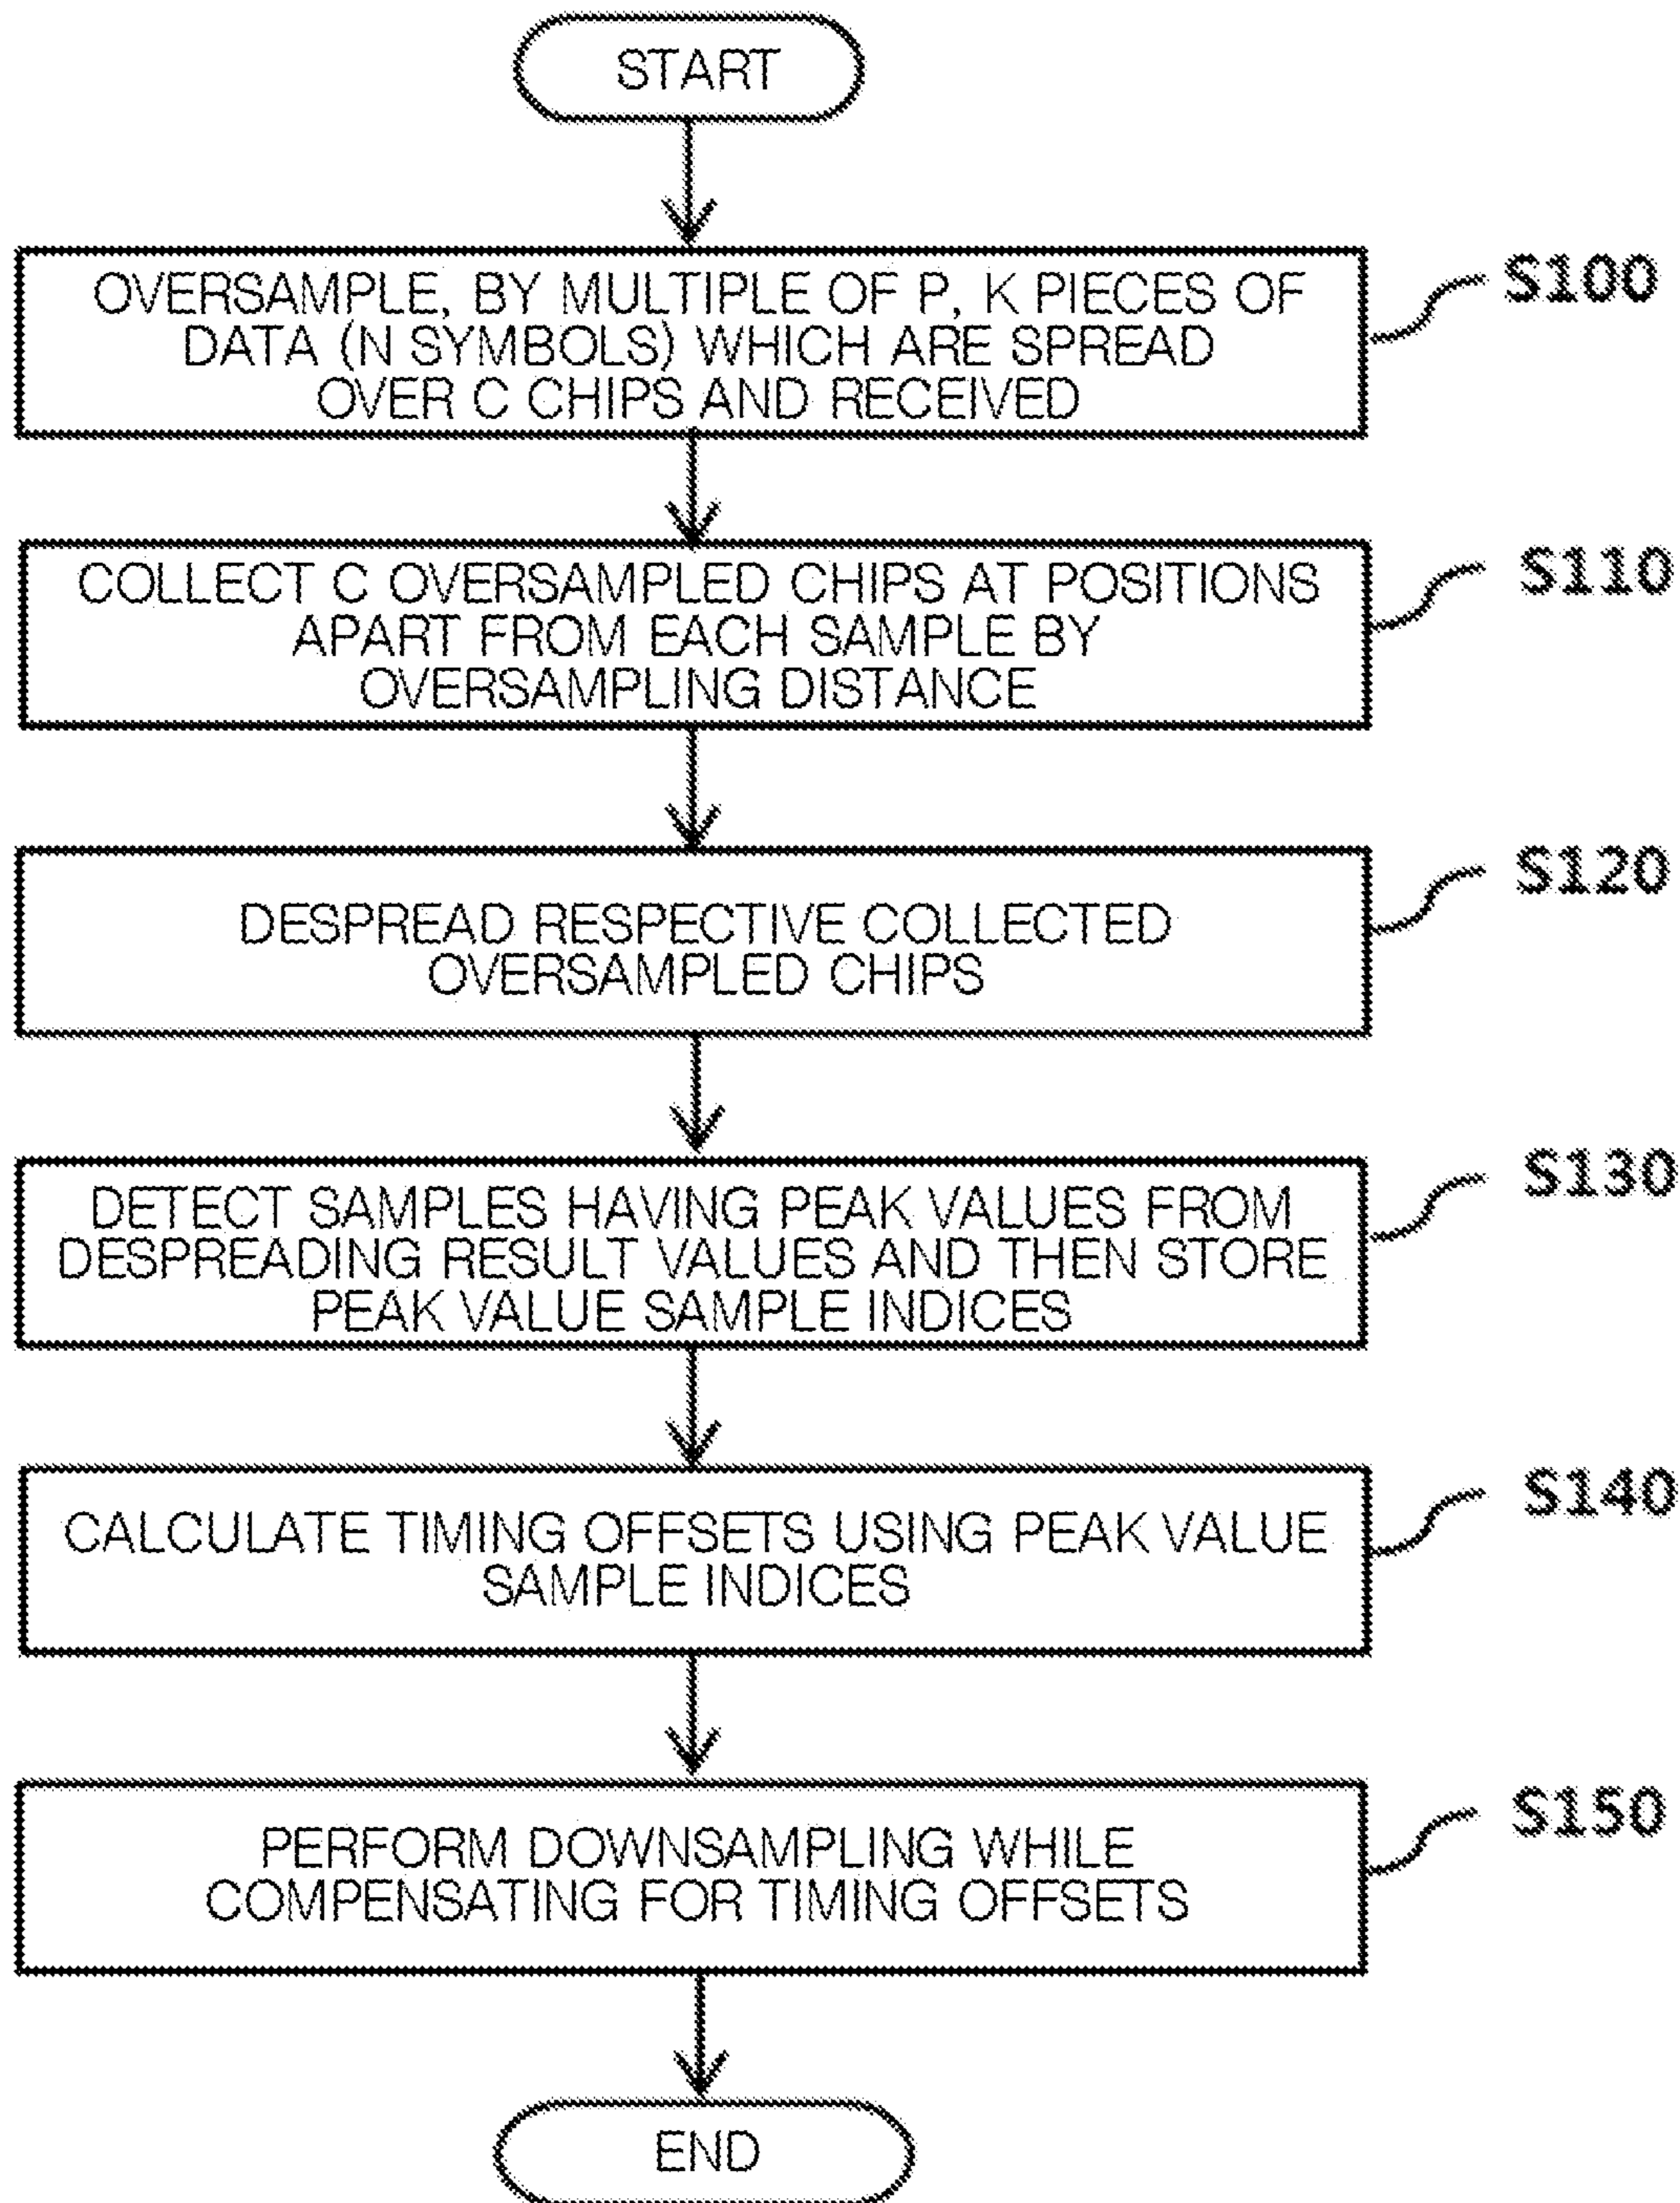 START
OVERSAMPLE, BY MULTIPLE OF P, K PIECES OF
DATA (N SYMBOLS) WHICH ARE SPREAD
OVER C CHIPS AND RECEIVED
S100
COLLECT C OVERSAMPLED CHIPS AT POSITIONS
APART FROM EACH SAMPLE BY
OVERSAMPLING DISTANCE
S110
DESPREAD RESPECTIVE COLLECTED
OVERSAMPLED CHIPS
S120
DETECT SAMPLES HAVING PEAK VALUES FROM
DESPREADING RESULT VALUES AND THEN STORE
PEAK VALUE SAMPLE INDICES
S130
CALCULATE TIMING OFFSETS USING PEAK VALUE
SAMPLE INDICES
S140
PERFORM DOWNSAMPLING WHILE
COMPENSATING FOR TIMING OFFSETS
S150
END